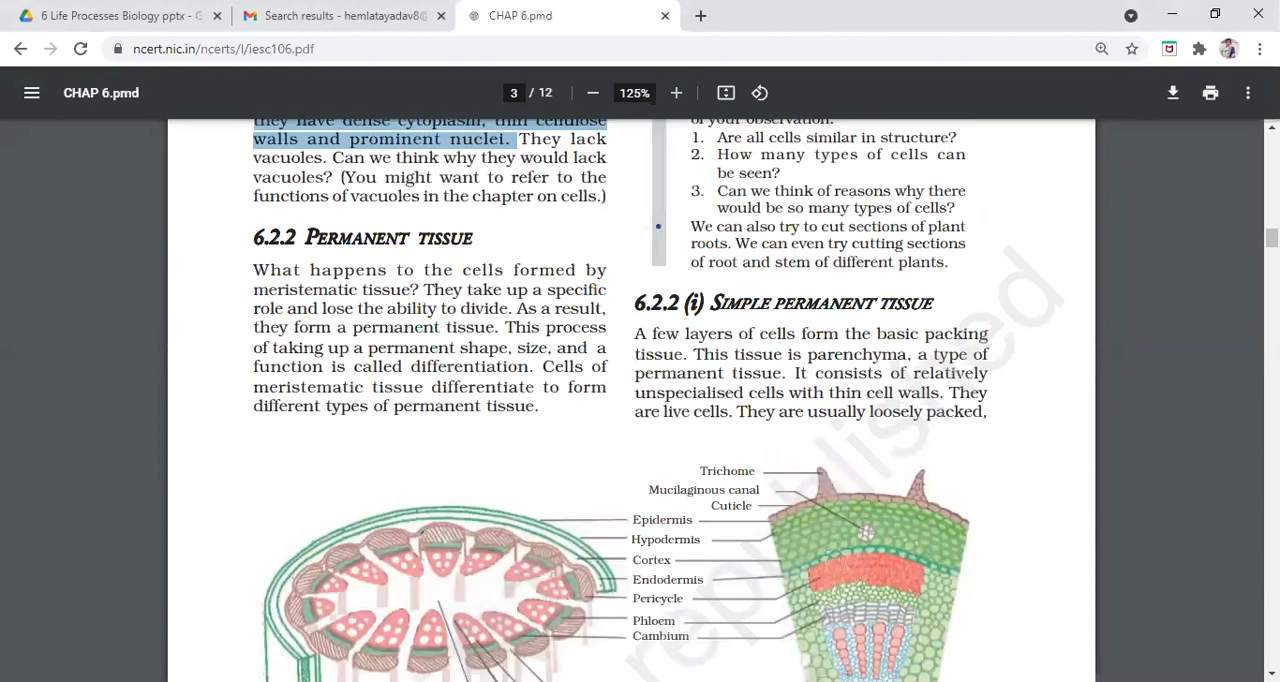 6 Life Processes Biology pptx - G
Search results - hemlatayadav8@
CHAP 6.pmd
ncert.nic.in/ncerts/l/iesc106.pdf
CHAP 6.pmd
3 / 12
125%
they have dense cytoplasm, thin cellulose
walls and prominent nuclei. They lack
vacuoles. Can we think why they would lack
vacuoles? (You might want to refer to the
functions of vacuoles in the chapter on cells.)
6.2.2 PERMANENT TISSUE
What happens to the cells formed by
meristematic tissue? They take up a specific
role and lose the ability to divide. As a result,
they form a permanent tissue. This process
of taking up a permanent shape, size, and a
function is called differentiation. Cells of
meristematic tissue differentiate to form
different types of permanent tissue.
of your observation.
1. Are all cells similar in structure?
2. How many types of cells can
be seen?
3. Can we think of reasons why there
would be so many types of cells?
We can also try to cut sections of plant
roots. We can even try cutting sections
of root and stem of different plants.
6.2.2 (i) SIMPLE PERMANENT TISSUE
A few layers of cells form the basic packing
tissue. This tissue is parenchyma, a type of
permanent tissue. It consists of relatively
unspecialised cells with thin cell walls. They
are live cells. They are usually loosely packed,
Trichome
Mucilaginous canal
Cuticle
Epidermis
Hypodermis
Cortex
Endodermis
Pericycle
Phloem
Cambium
republished